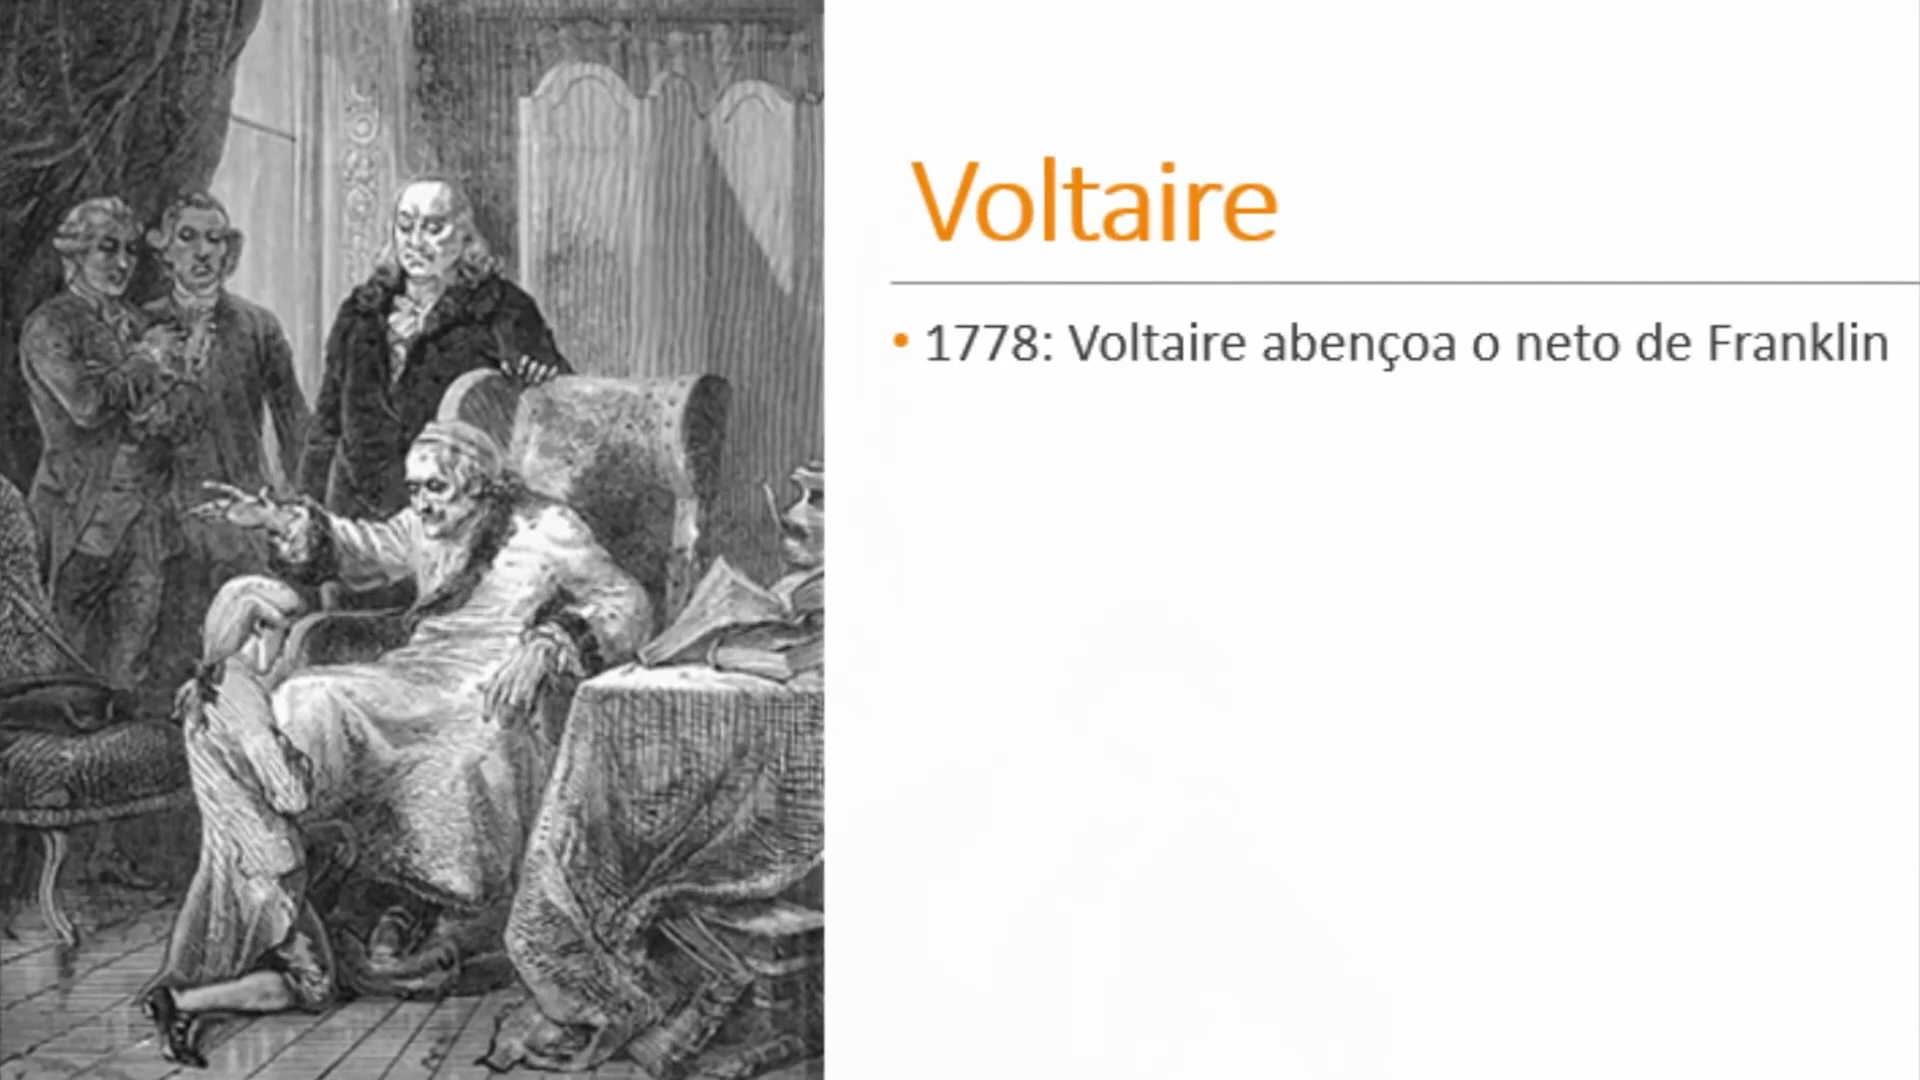 Voltaire
• 1778: Voltaire abençoa o neto de Franklin